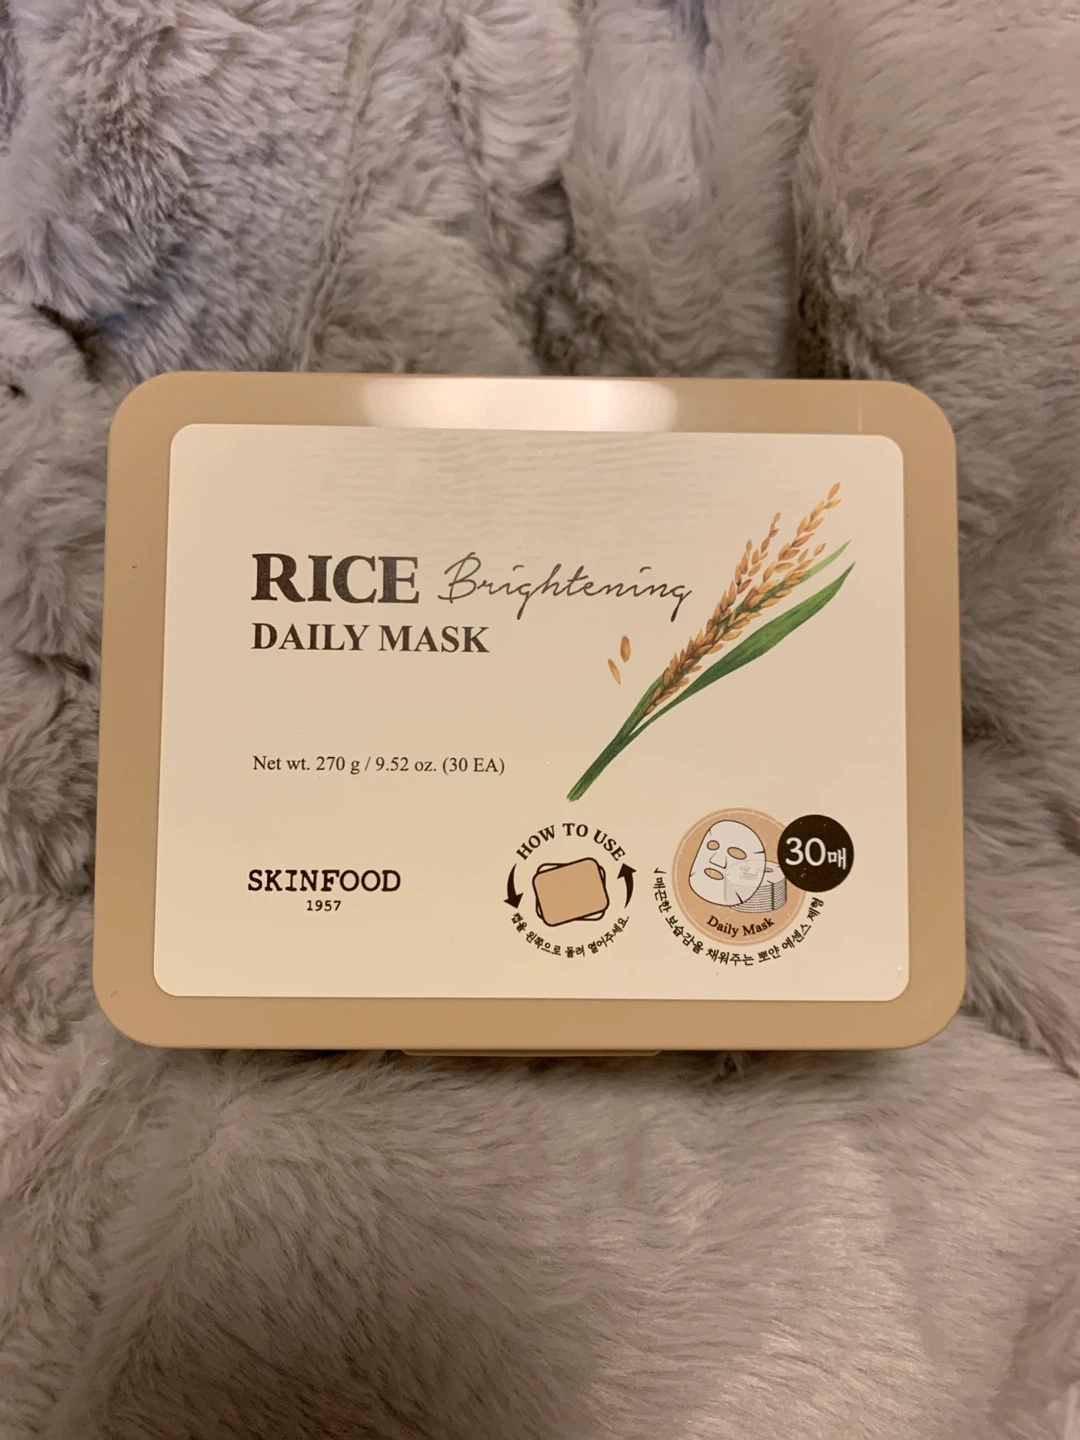 RICE Brightening
DAILY MASK
Net wt. 270 g / 9.52 oz. (30 EA)
SKINFOOD
1957
HOW TO USE
캡을 왼쪽으로 돌려 열어주세요.
30매
Daily Mask
✓매끈한 보습감을 채워주는 뽀얀 에센스 제형